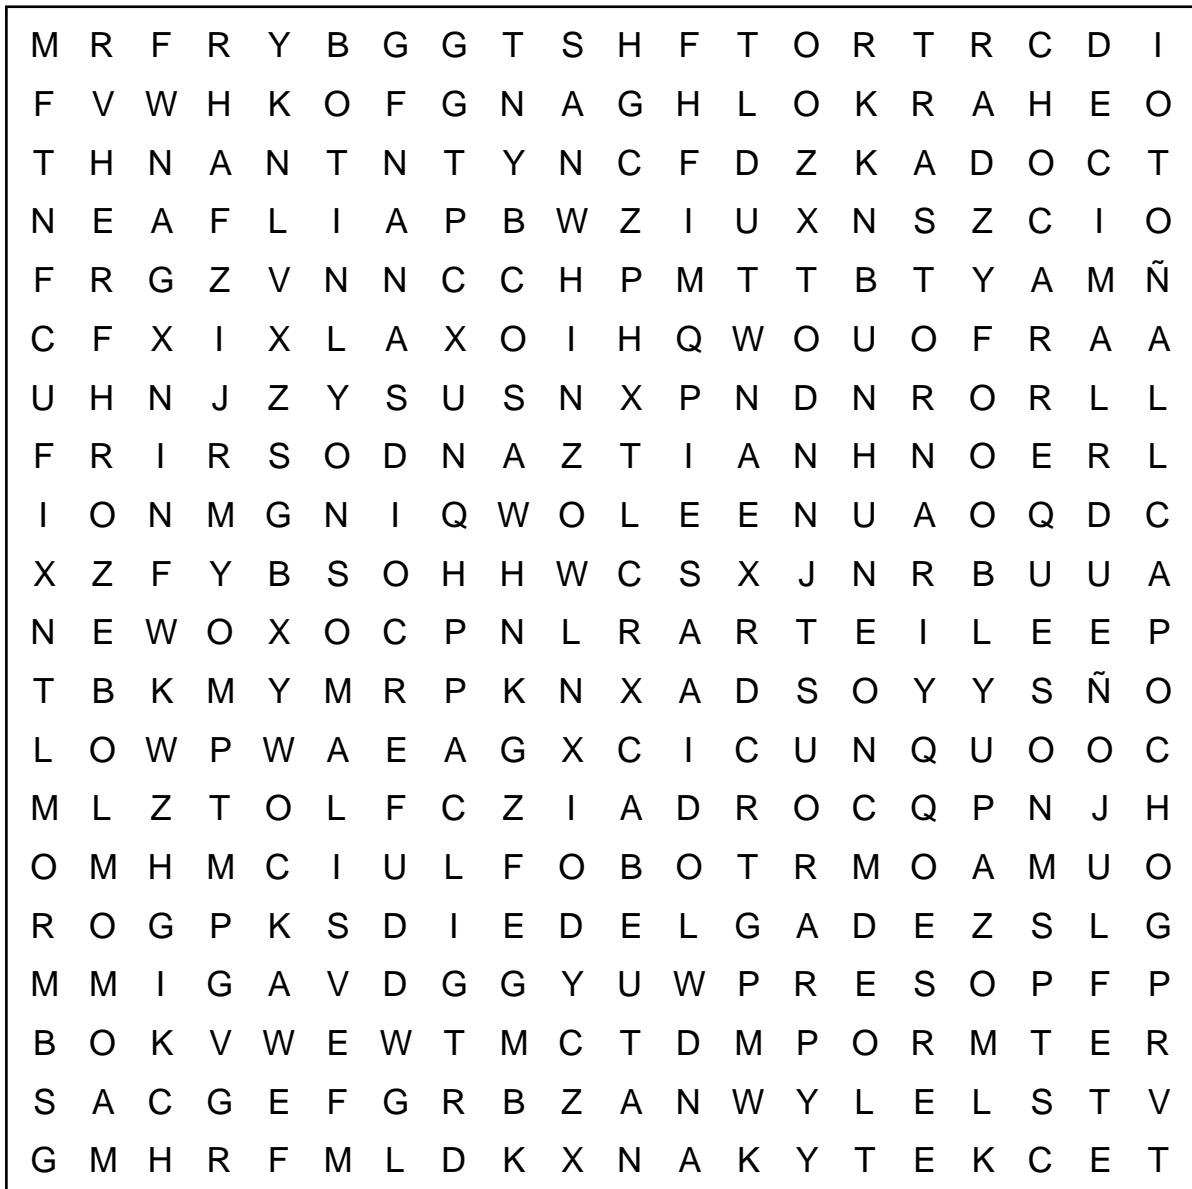 M R F R Y B G G T S H F T O R T R C D I
F V W H K O F G N A G H L O K R A H E O
T H N A N T N T Y N C F D Z K A D O C T
N E A F L I A P B W Z I U X N S Z C I O
F R G Z V N N C C H P M T T B T Y A M Ñ
C F X I X L A X O I H Q W O U O F R A A
U H N J Z Y S U S N X P N D N R O R L L
F R I R S O D N A Z T I A N H N O E R L
I O N M G N I Q W O L E E N U A O Q D C
X Z F Y B S O H H W C S X J N R B U U A
N E W O X O C P N L R A R T E I L E E P
T B K M Y M R P K N X A D S O Y Y S Ñ O
L O W P W A E A G X C I C U N Q U O O C
M L Z T O L F C Z I A D R O C Q P N J H
O M H M C I U L F O B O T R M O A M U O
R O G P K S D I E D E L G A D E Z S L G
M M I G A V D G G Y U W P R E S O P F P
B O K V W E W T M C T D M P O R M T E R
S A C G E F G R B Z A N W Y L E L S T V
G M H R F M L D K X N A K Y T E K C E T